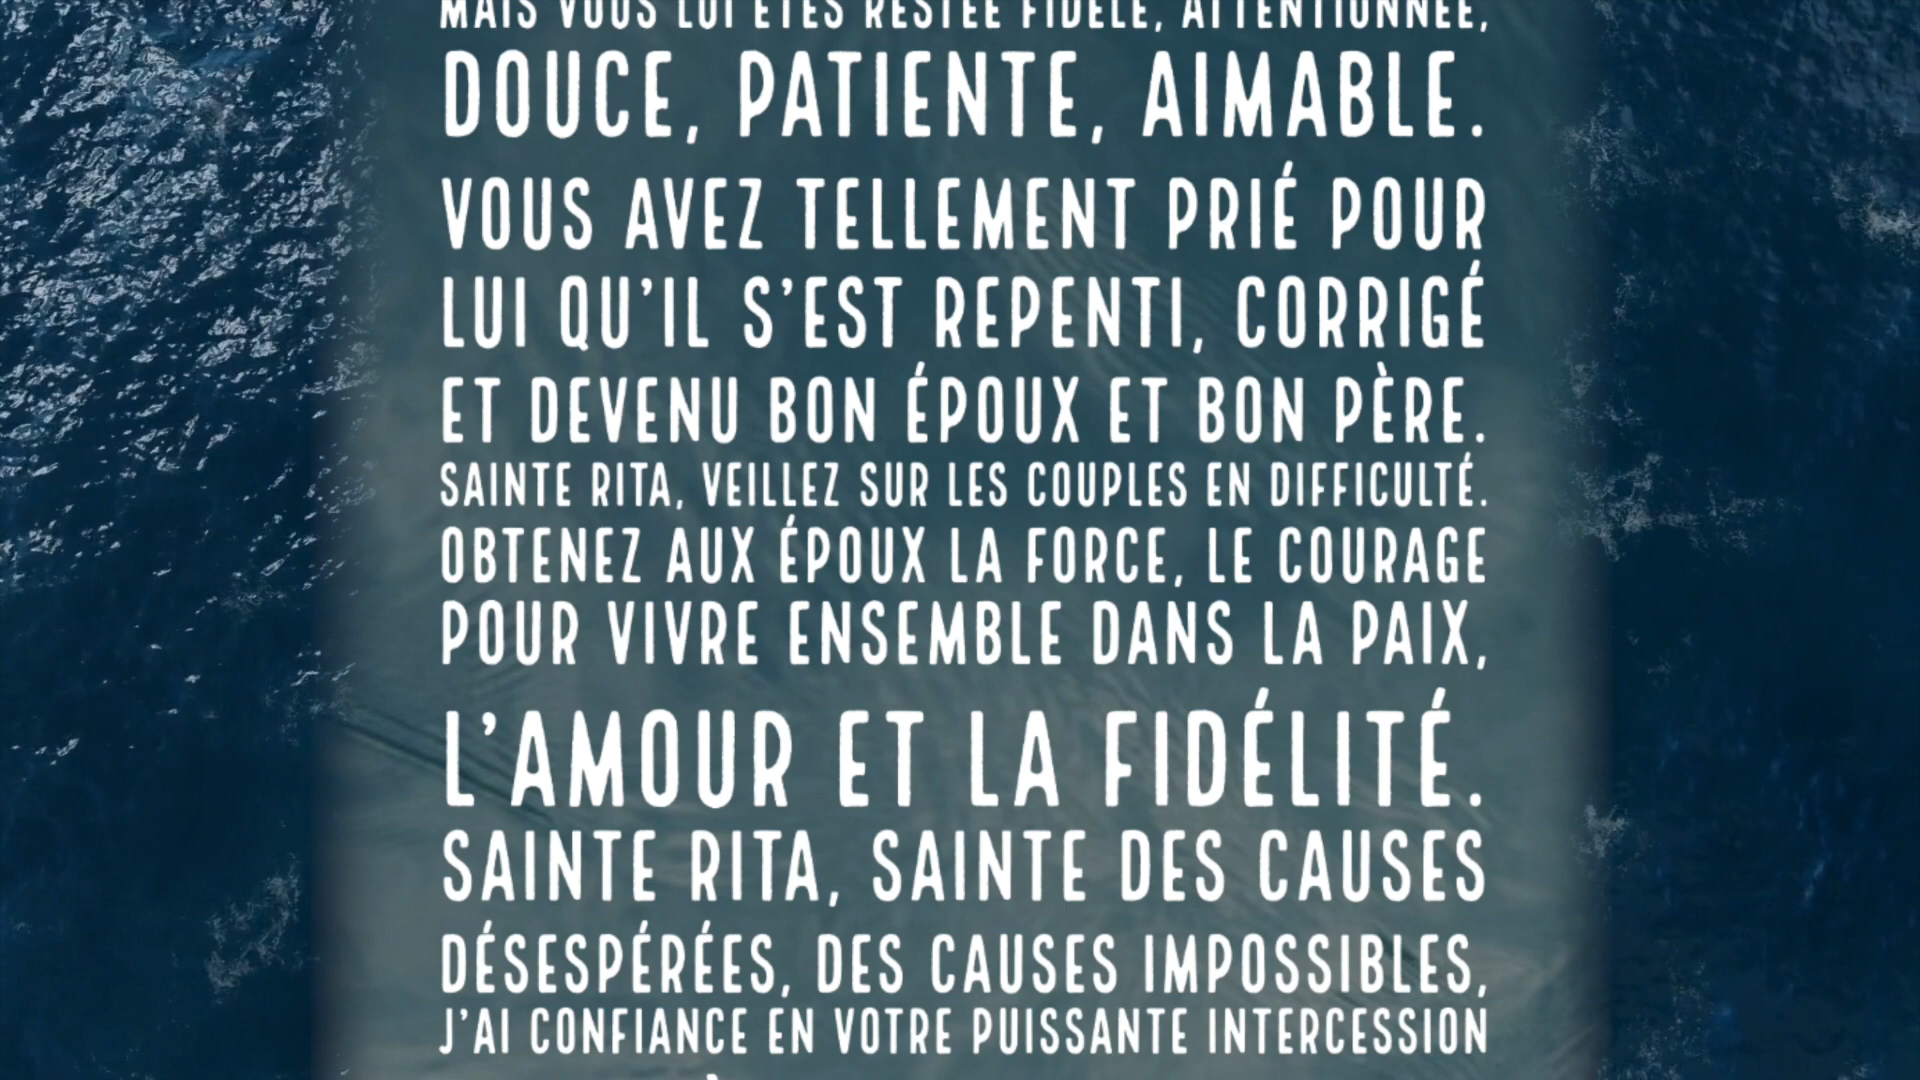 MAIS VOUS LUI ÊTES RESTÉE FIDÈLE, ATTENTIONNÉE,
DOUCE, PATIENTE, AIMABLE.
VOUS AVEZ TELLEMENT PRIÉ POUR
LUI QU'IL S'EST REPENTI, CORRIGÉ
ET DEVENU BON ÉPOUX ET BON PÈRE.
SAINTE RITA, VEILLEZ SUR LES COUPLES EN DIFFICULTÉ.
OBTENEZ AUX ÉPOUX LA FORCE, LE COURAGE
POUR VIVRE ENSEMBLE DANS LA PAIX,
L'AMOUR ET LA FIDÉLITÉ.
SAINTE RITA, SAINTE DES CAUSES
DÉSESPÉRÉES, DES CAUSES IMPOSSIBLES,
J'AI CONFIANCE EN VOTRE PUISSANTE INTERCESSION